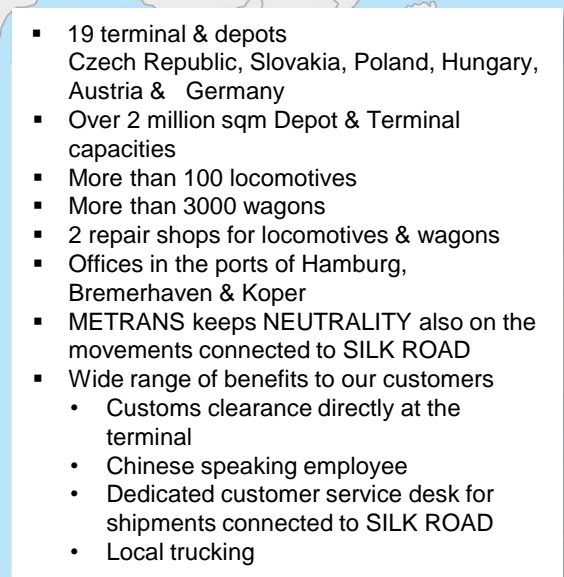 ▪ 19 terminal & depots
Czech Republic, Slovakia, Poland, Hungary,
Austria & Germany
▪ Over 2 million sqm Depot & Terminal
capacities
▪ More than 100 locomotives
▪ More than 3000 wagons
▪ 2 repair shops for locomotives & wagons
▪ Offices in the ports of Hamburg,
Bremerhaven & Koper
▪ METRANS keeps NEUTRALITY also on the
movements connected to SILK ROAD
▪ Wide range of benefits to our customers
• Customs clearance directly at the
terminal
• Chinese speaking employee
• Dedicated customer service desk for
shipments connected to SILK ROAD
• Local trucking